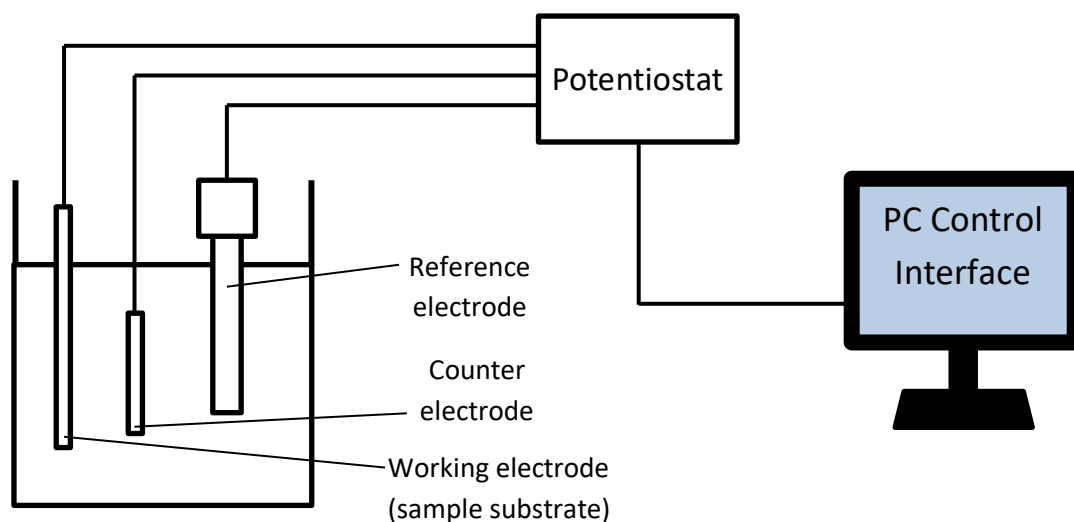 Potentiostat
PC Control
Interface
Reference
electrode
Counter
electrode
Working electrode
(sample substrate)